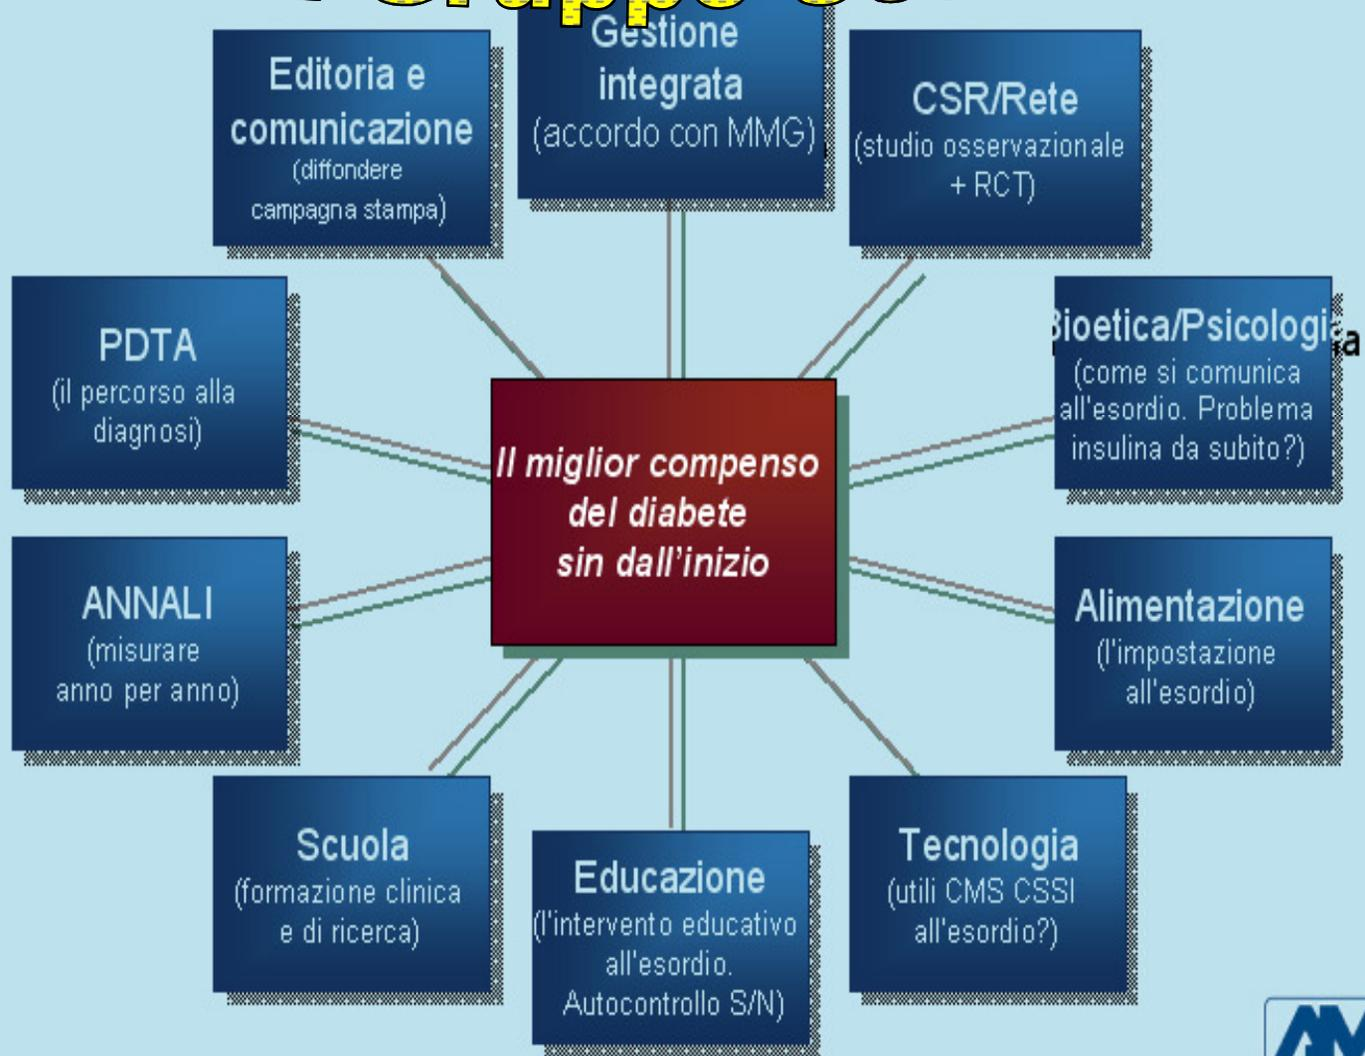 Gruppo
Editoria e
comunicazione
(diffondere
campagna stampa)
Gestione
integrata
(accordo con MMG)
CSR/Rete
(studio osservazionale
+ RCT)
PDTA
(il percorso alla
diagnosi)
Bioetica/Psicologia
(come si comunica
all'esordio. Problema
insulina da subito?)
Il miglior compenso
del diabete
sin dall'inizio
ANNALI
(misurare
anno per anno)
Alimentazione
(l'impostazione
all'esordio)
Scuola
(formazione clinica
e di ricerca)
Educazione
(l'intervento educativo
all'esordio.
Autocontrollo S/N)
Tecnologia
(utili CMS CSSI
all'esordio?)